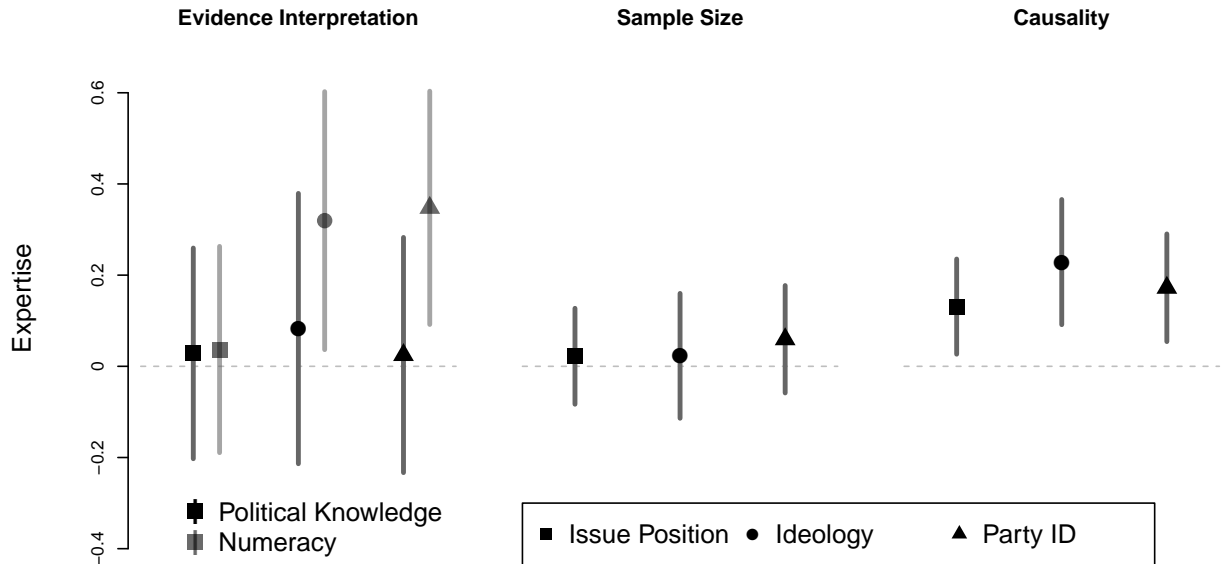 Evidence Interpretation
Sample Size
Causality
Expertise
0.6
0.4
0.2
0
−0.2
−0.4
Political Knowledge
Numeracy
Issue Position
Ideology
Party ID